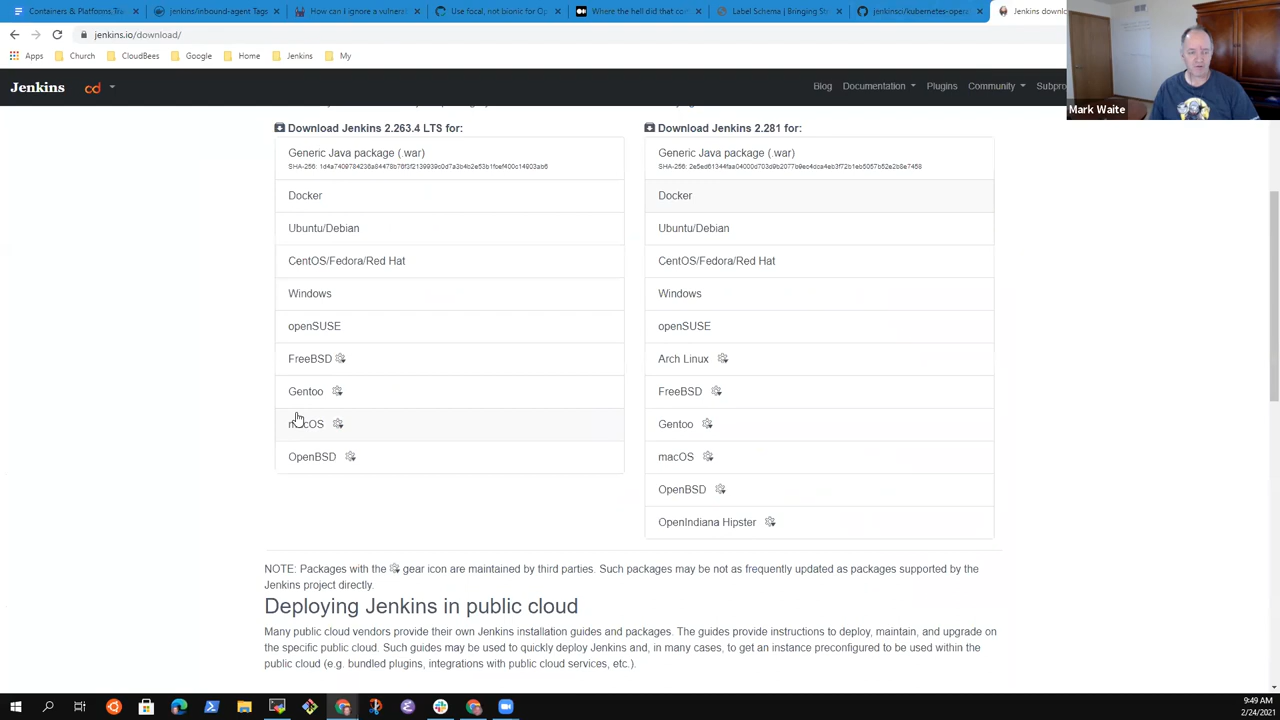 Containers & Platforms,Tra
jenkins/inbound-agent Tags
How can I ignore a vulnera
Use focal, not bionic for Op
Where the hell did that co
Label Schema | Bringing St
jenkinsci/kubernetes-opera
Jenkins downl
jenkins.io/download/
Apps
Church
CloudBees
Google
Home
Jenkins
My
Mark Waite
Jenkins
cd
Blog
Documentation
Plugins
Community
Subpro
Download Jenkins 2.263.4 LTS for:
Generic Java package (.war)
Docker
Ubuntu/Debian
CentOS/Fedora/Red Hat
Windows
openSUSE
FreeBSD
Gentoo
macOS
OpenBSD
Download Jenkins 2.281 for:
Generic Java package (.war)
Docker
Ubuntu/Debian
CentOS/Fedora/Red Hat
Windows
openSUSE
Arch Linux
FreeBSD
Gentoo
macOS
OpenBSD
OpenIndiana Hipster
NOTE: Packages with the gear icon are maintained by third parties. Such packages may be not as frequently updated as packages supported by the
Jenkins project directly.
Deploying Jenkins in public cloud
Many public cloud vendors provide their own Jenkins installation guides and packages. The guides provide instructions to deploy, maintain, and upgrade on
the specific public cloud. Such guides may be used to quickly deploy Jenkins and, in many cases, to get an instance preconfigured to be used within the
public cloud (e.g. bundled plugins, integrations with public cloud services, etc.).
9:49 AM
2/24/2021